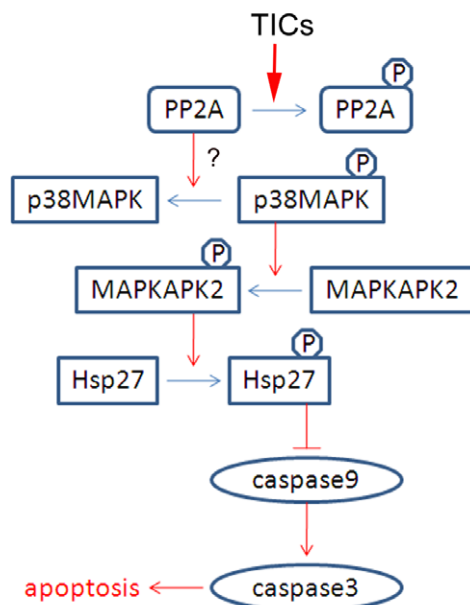 TICs
P
PP2A PP2A
?
P
p38MAPK p38MAPK
P
MAPKAPK2 MAPKAPK2
P
Hsp27 Hsp27
caspase9
apoptosis caspase3